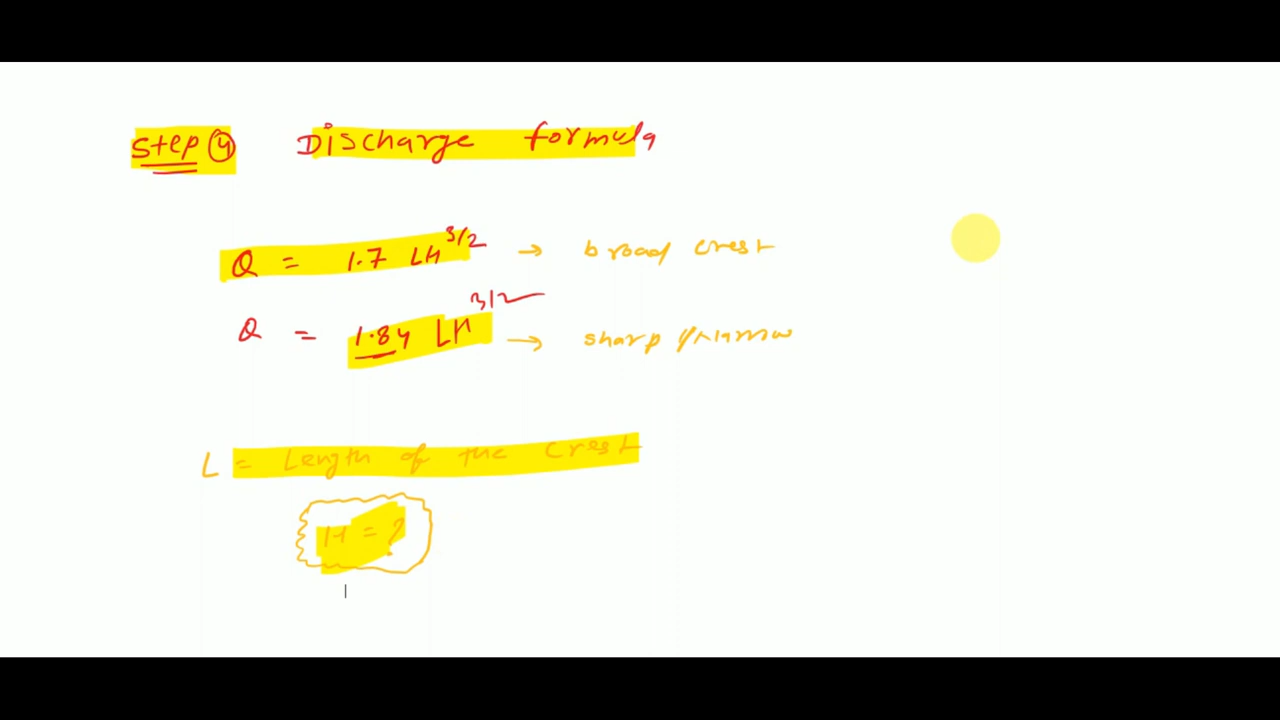 Step ④ Discharge formula
Q = 1.7 LH^3/2 → broad crest
Q = 1.84 LH^3/2 → sharp
L = Length of the Crest
H = ?